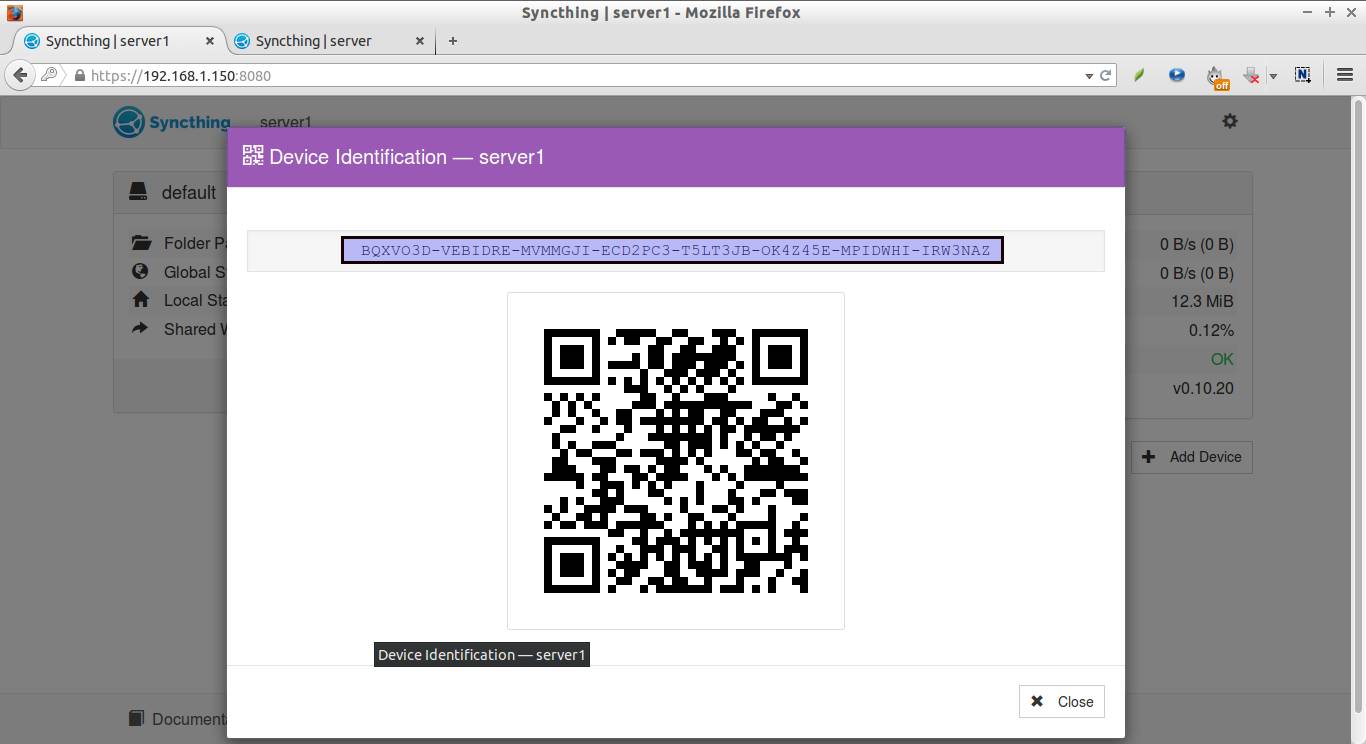 Syncthing | server1 - Mozilla Firefox
Syncthing | server1
Syncthing | server
https://192.168.1.150:8080
off
N
Syncthing
server1
Device Identification — server1
default
BQXVO3D-VEBIDRE-MVMMGJI-ECD2PC3-T5LT3JB-OK4Z45E-MPIDWHI-IRW3NAZ
Folder Pa
0 B/s (0 B)
Global S
0 B/s (0 B)
Local Sta
12.3 MiB
Shared W
0.12%
OK
v0.10.20
Add Device
Device Identification — server1
Close
Documenta